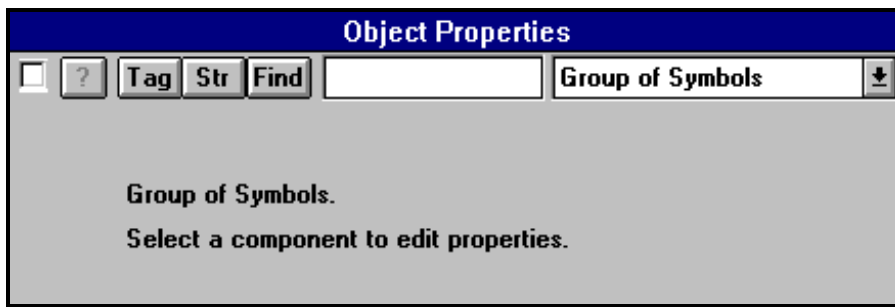 Object Properties
? Tag Str Find Group of Symbols
Group of Symbols.
Select a component to edit properties.